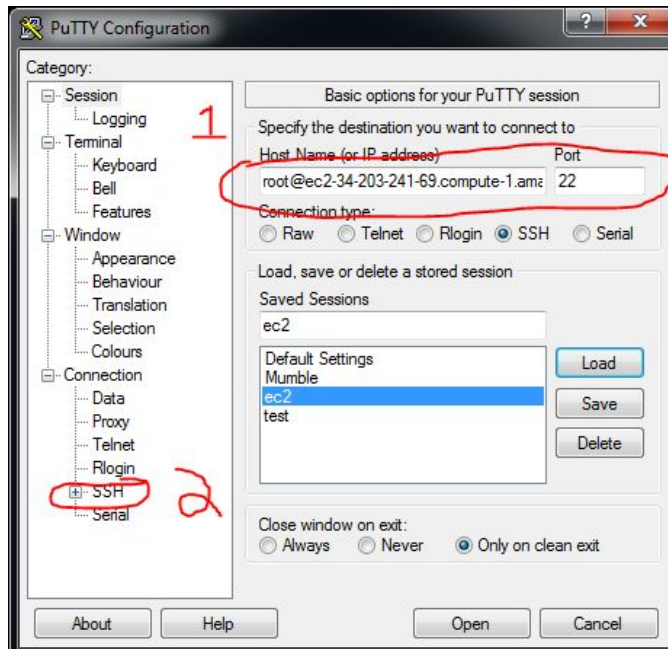 PuTTY Configuration
?
X
Category:
Session
Logging
Terminal
Keyboard
Bell
Features
Window
Appearance
Behaviour
Translation
Selection
Colours
Connection
Data
Proxy
Telnet
Rlogin
SSH
Serial
1
2
Basic options for your PuTTY session
Specify the destination you want to connect to
Host Name (or IP address) Port
root@ec2-34-203-241-69.compute-1.ama 22
Connection type:
Raw Telnet Rlogin SSH Serial
Load, save or delete a stored session
Saved Sessions
ec2
Default Settings
Mumble
ec2
test
Load
Save
Delete
Close window on exit:
Always Never Only on clean exit
About Help Open Cancel